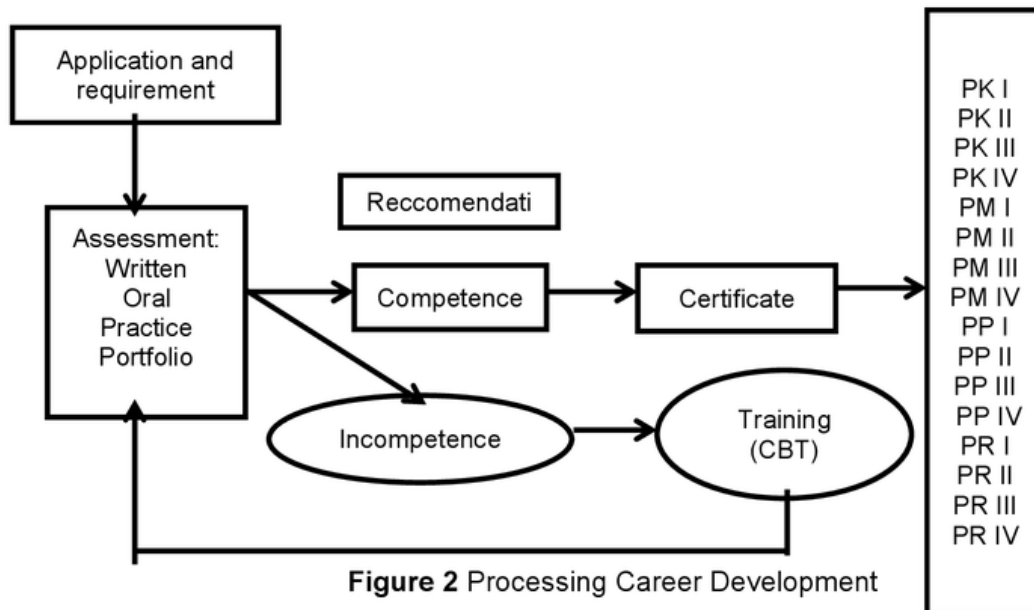 Application and
requirement
Assessment:
Written
Oral
Practice
Portfolio
Reccomendati
Competence
Certificate
Incompetence
Training
(CBT)
PK I
PK II
PK III
PK IV
PM I
PM II
PM III
PM IV
PP I
PP II
PP III
PP IV
PR I
PR II
PR III
PR IV
Figure 2 Processing Career Development